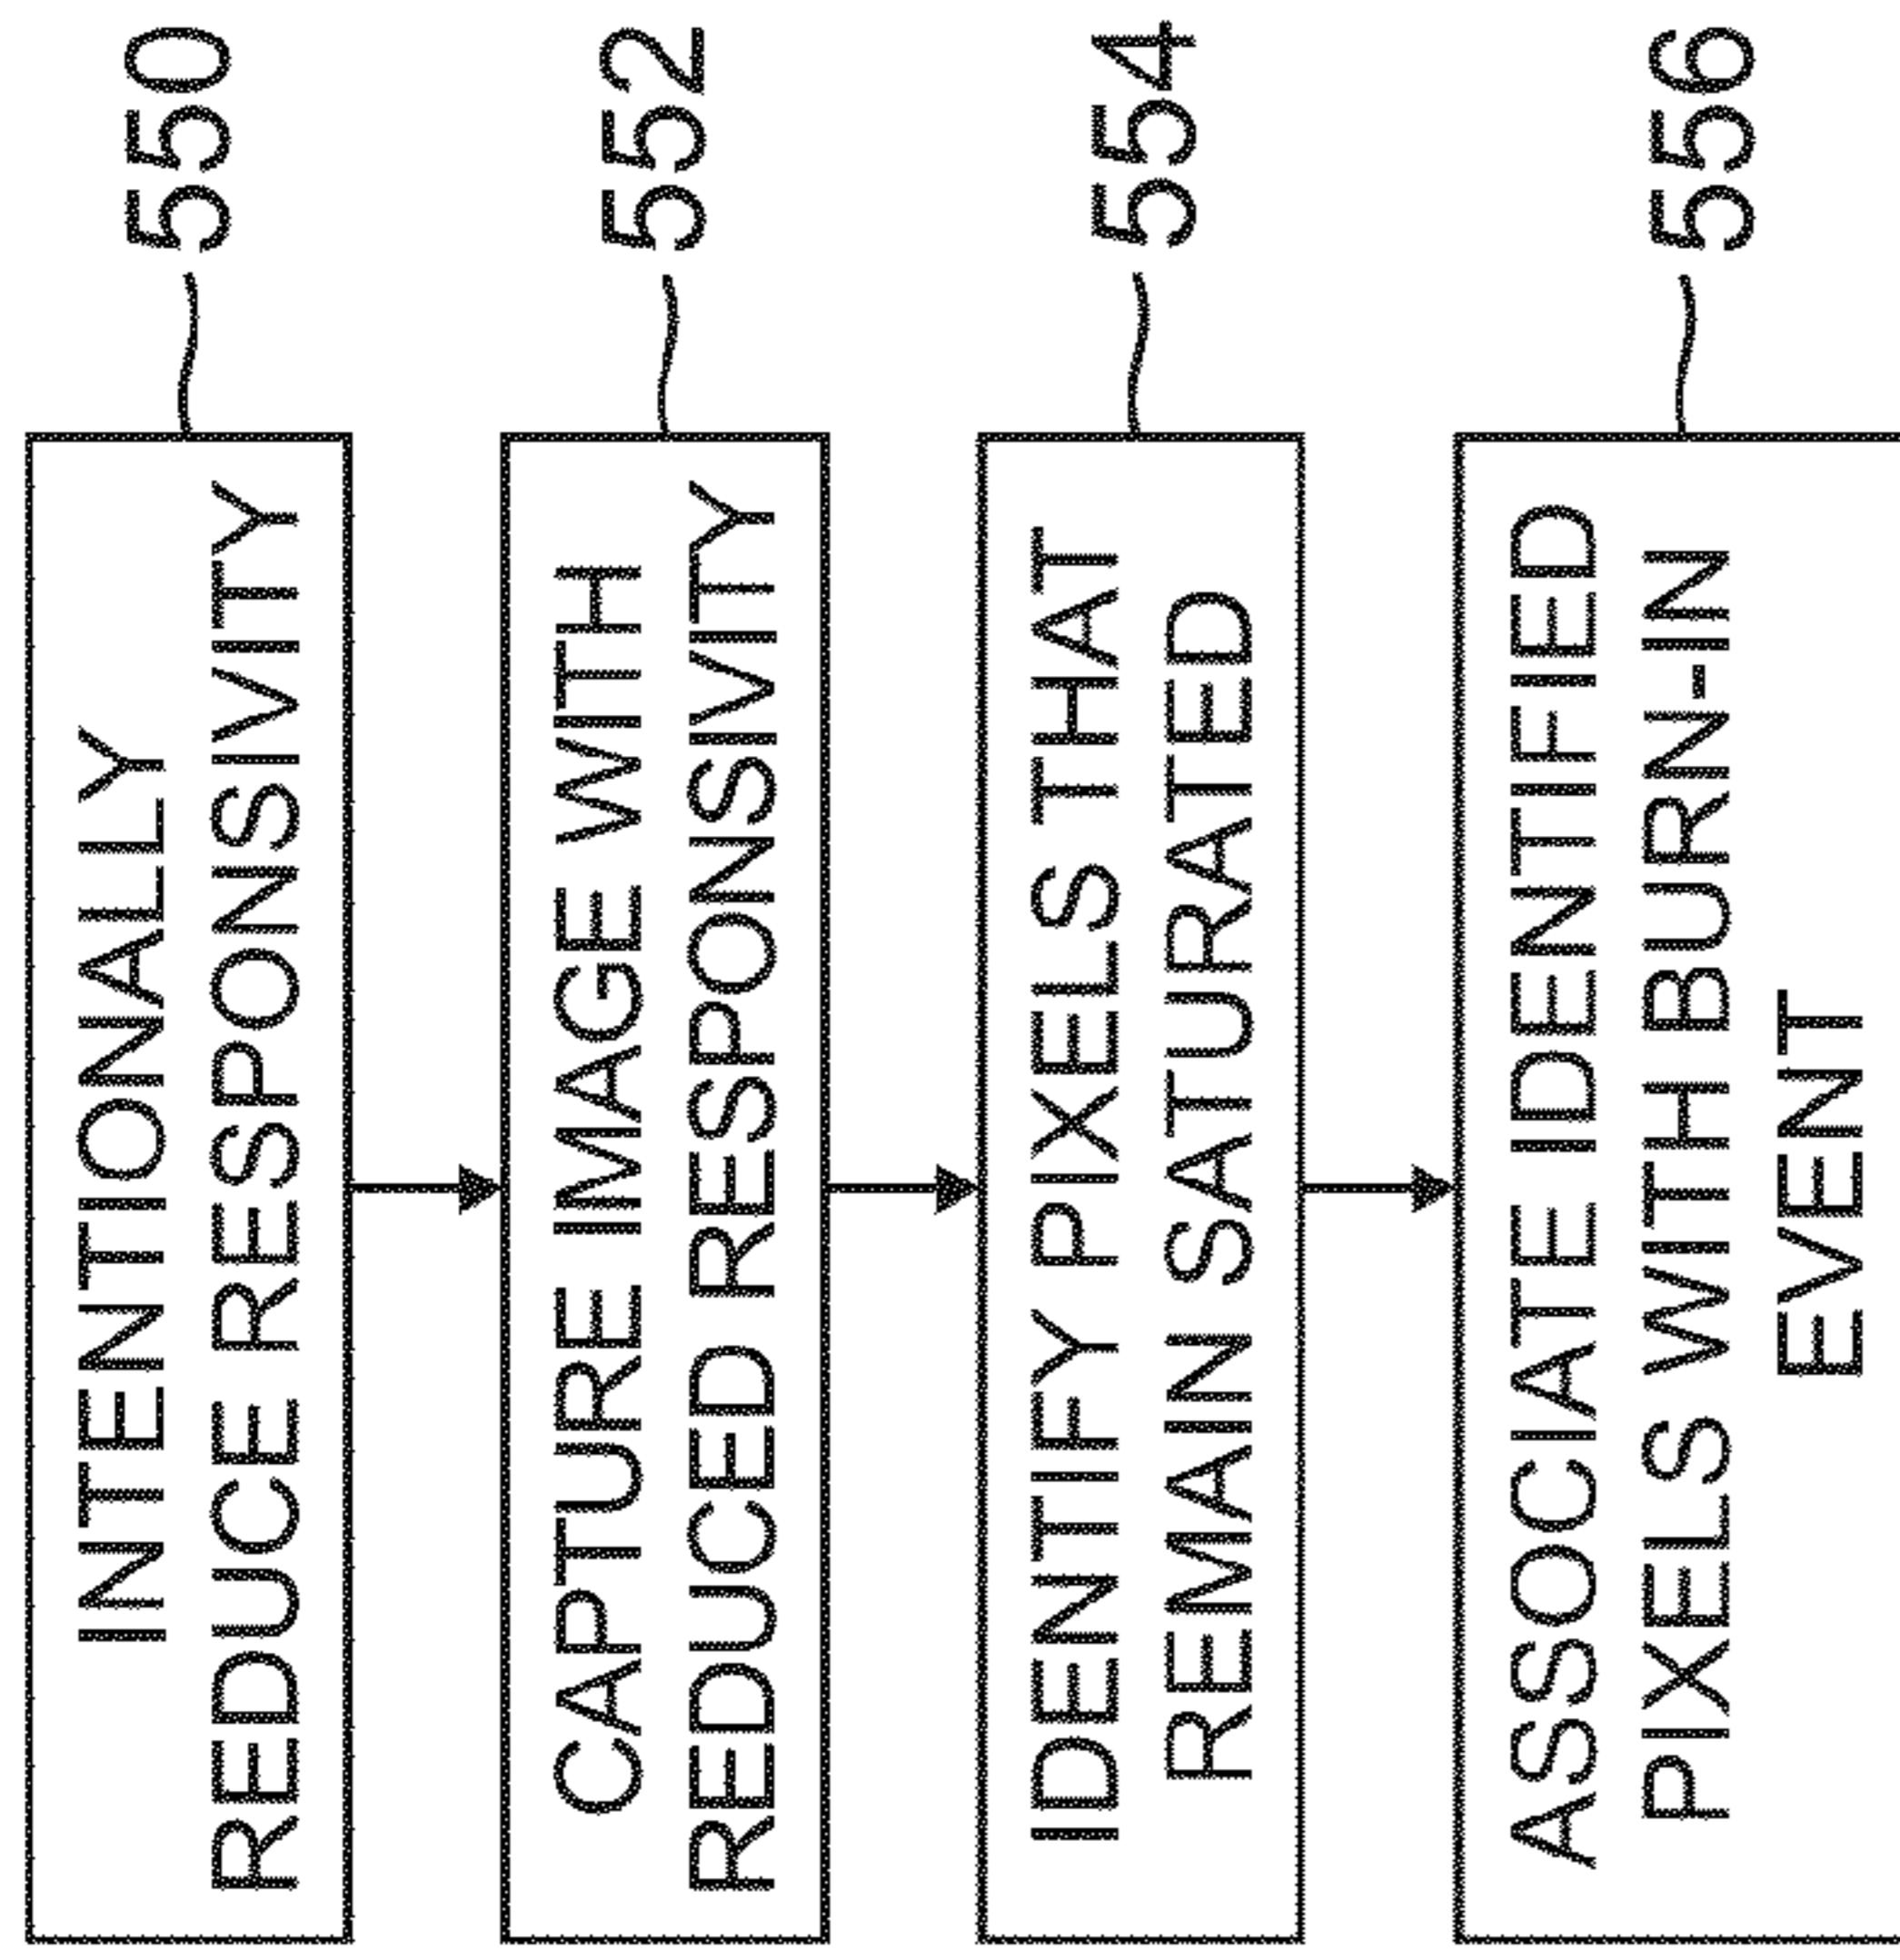 INTENTIONALLY
REDUCE RESPONSIVITY
550
CAPTURE IMAGE WITH
REDUCED RESPONSIVITY
552
IDENTIFY PIXELS THAT
REMAIN SATURATED
554
ASSOCIATE IDENTIFIED
PIXELS WITH BURN-IN
EVENT
556